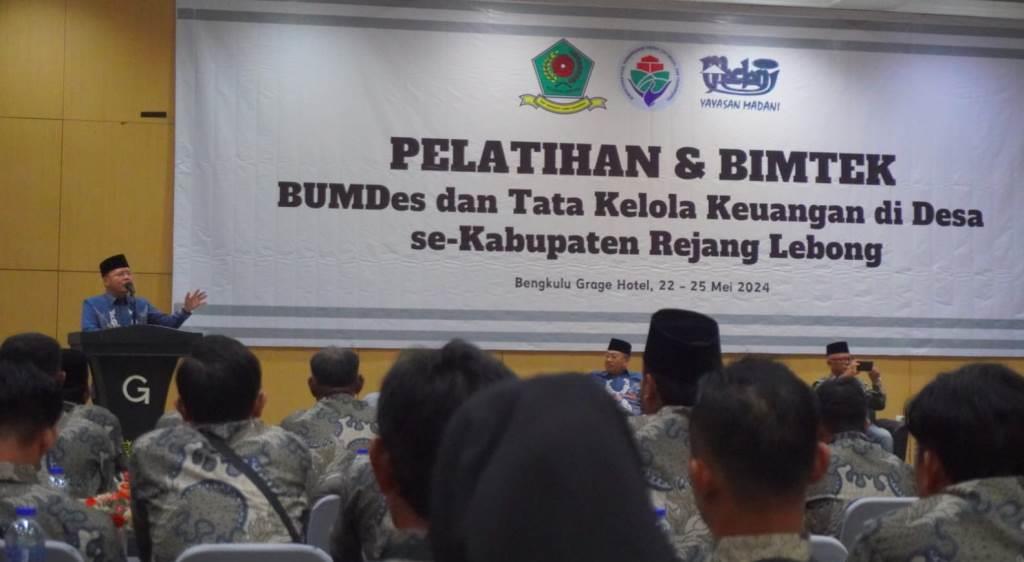 Madani
YAYASAN MADANI
PELATIHAN & BIMTEK
BUMDes dan Tata Kelola Keuangan di Desa
se-Kabupaten Rejang Lebong
Bengkulu Grage Hotel, 22 - 25 Mei 2024
G